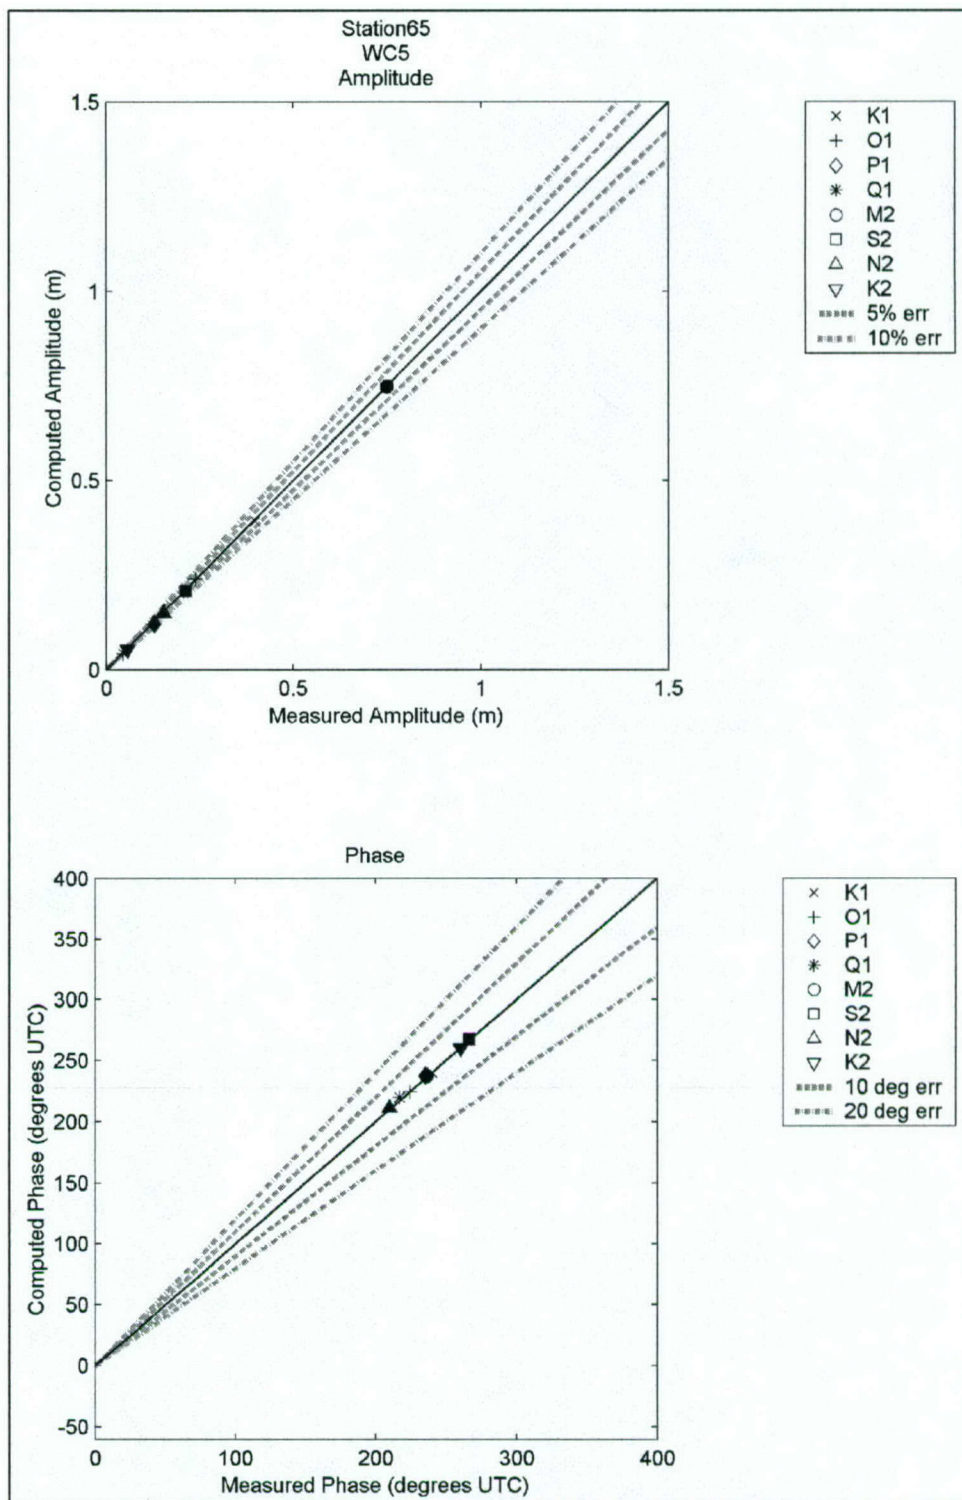 Station65
WC5
Amplitude
1.5
1
0.5
0
0
0.5
1
1.5
Computed Amplitude (m)
Measured Amplitude (m)
K1
O1
P1
Q1
M2
S2
N2
K2
5% err
10% err
Phase
400
350
300
250
200
150
100
50
0
-50
0
100
200
300
400
Computed Phase (degrees UTC)
Measured Phase (degrees UTC)
K1
O1
P1
Q1
M2
S2
N2
K2
10 deg err
20 deg err